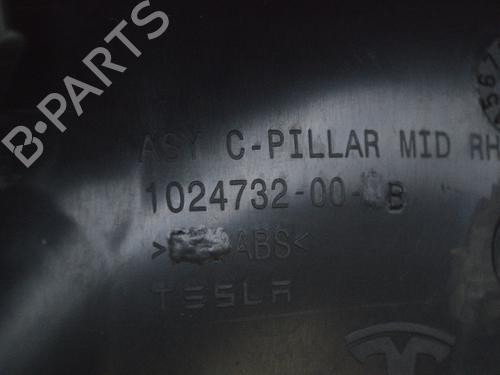 B-PARTS
ASY C-PILLAR MID RH
1024732-00- B
ABS<
TESLA